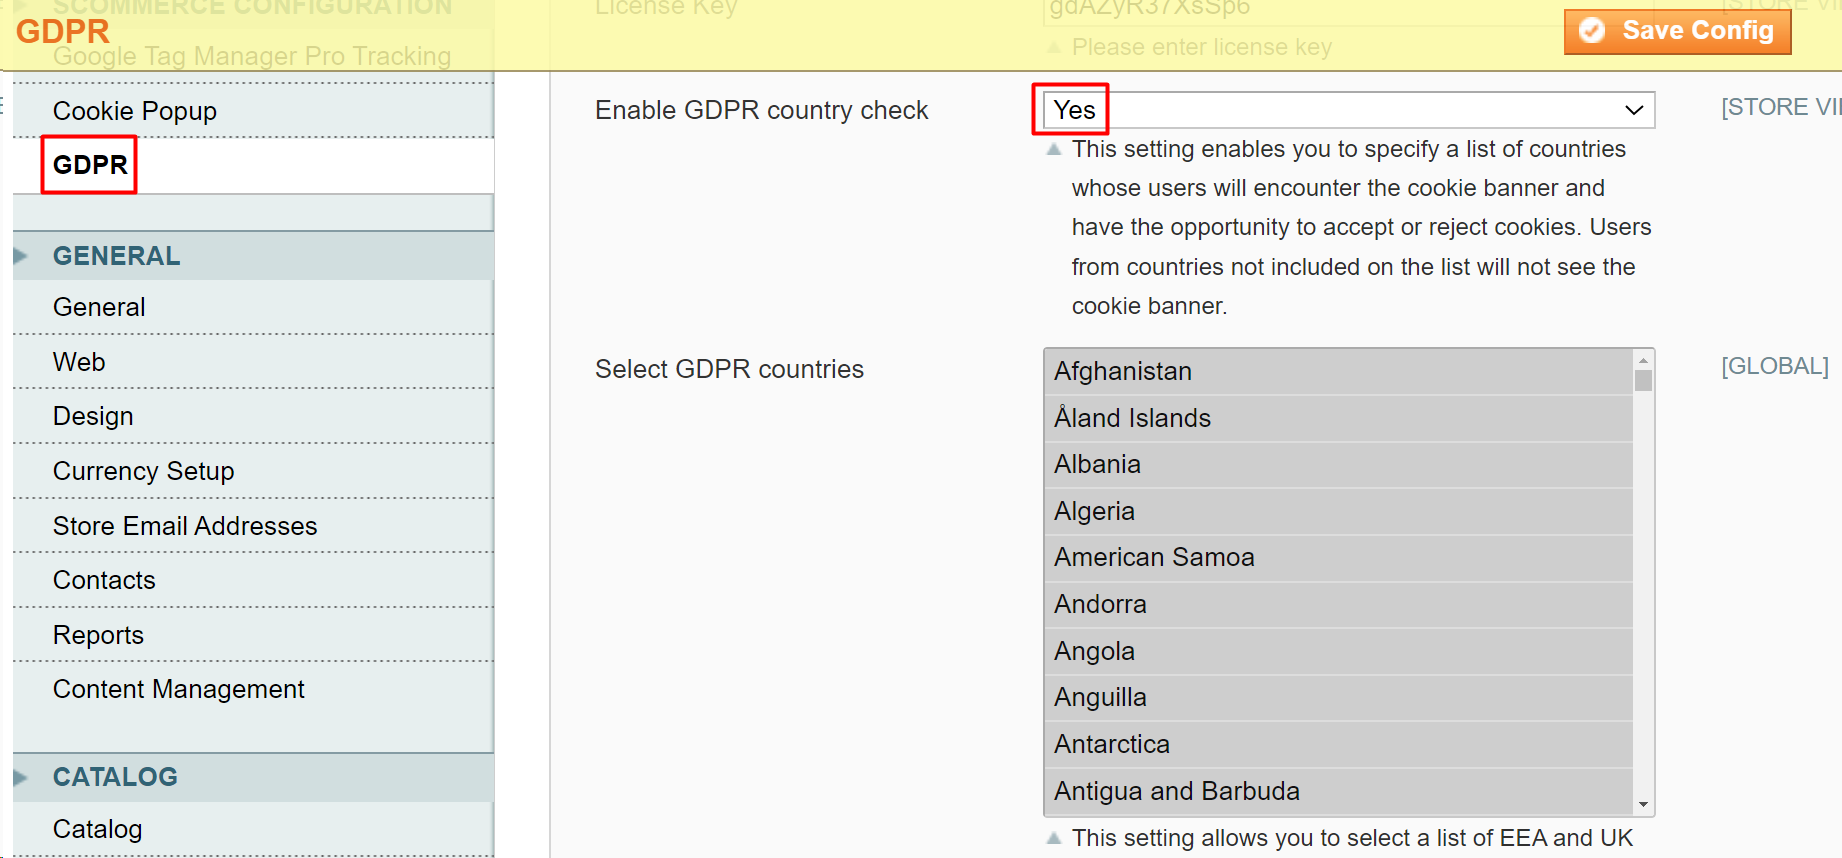 SCOMMERCE CONFIGURATION
GDPR
Google Tag Manager Pro Tracking
Cookie Popup
GDPR
GENERAL
General
Web
Design
Currency Setup
Store Email Addresses
Contacts
Reports
Content Management
CATALOG
Catalog
License Key
gdAZyR37XsSp6
Please enter license key
Save Config
Enable GDPR country check
Yes
[STORE VI
This setting enables you to specify a list of countries
whose users will encounter the cookie banner and
have the opportunity to accept or reject cookies. Users
from countries not included on the list will not see the
cookie banner.
Select GDPR countries
[GLOBAL]
Afghanistan
Åland Islands
Albania
Algeria
American Samoa
Andorra
Angola
Anguilla
Antarctica
Antigua and Barbuda
This setting allows you to select a list of EEA and UK